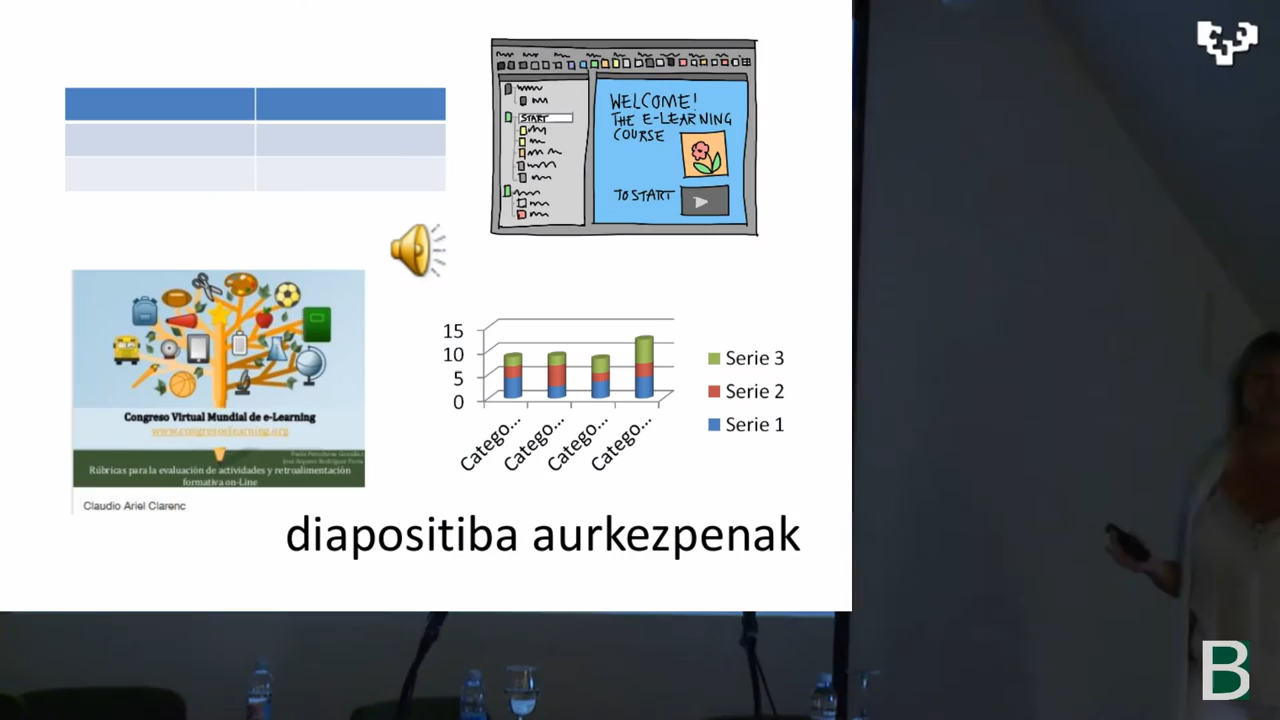 WELCOME!
THE E-LEARNING
COURSE
START
TO START
Congreso Virtual Mundial de e-Learning
www.congresoelearning.org
Rúbricas para la evaluación de actividades y retroalimentación
formativa on-Line
Claudio Ariel Clarenc
15
10
5
0
Catego...
Catego...
Catego...
Catego...
Serie 3
Serie 2
Serie 1
diapositiba aurkezpenak
B